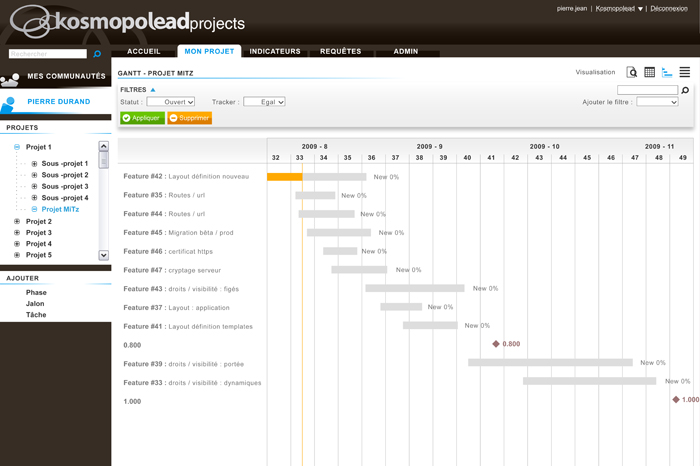 pierre.jean | Kosmopolead | Déconnexion
kosmopoleadprojects
Rechercher
ACCUEIL MON PROJET INDICATEURS REQUÊTES ADMIN
MES COMMUNAUTÉS
PIERRE DURAND
GANTT - PROJET MITZ
Visualisation
FILTRES
Statut : Ouvert Tracker : Egal Ajouter le filtre :
Appliquer Supprimer
PROJETS
Projet 1
Sous -projet 1
Sous -projet 2
Sous -projet 3
Sous -projet 4
Projet MiTz
Projet 2
Projet 3
Projet 4
Projet 5
AJOUTER
Phase
Jalon
Tâche
2009 - 8 2009 - 9 2009 - 10 2009 - 11
32 33 34 35 36 37 38 39 40 41 42 43 44 45 46 47 48 49
Feature #42 : Layout définition nouveau New 0%
Feature #35 : Routes / url New 0%
Feature #44 : Routes / url New 0%
Feature #45 : Migration bêta / prod New 0%
Feature #46 : certificat https New 0%
Feature #47 : cryptage serveur New 0%
Feature #43 : droits / visibilité : figés New 0%
Feature #37 : Layout : application New 0%
Feature #41 : Layout définition templates New 0%
0.800 0.800
Feature #39 : droits / visibilité : portée New 0%
Feature #33 : droits / visibilité : dynamiques New 0%
1.000 1.000